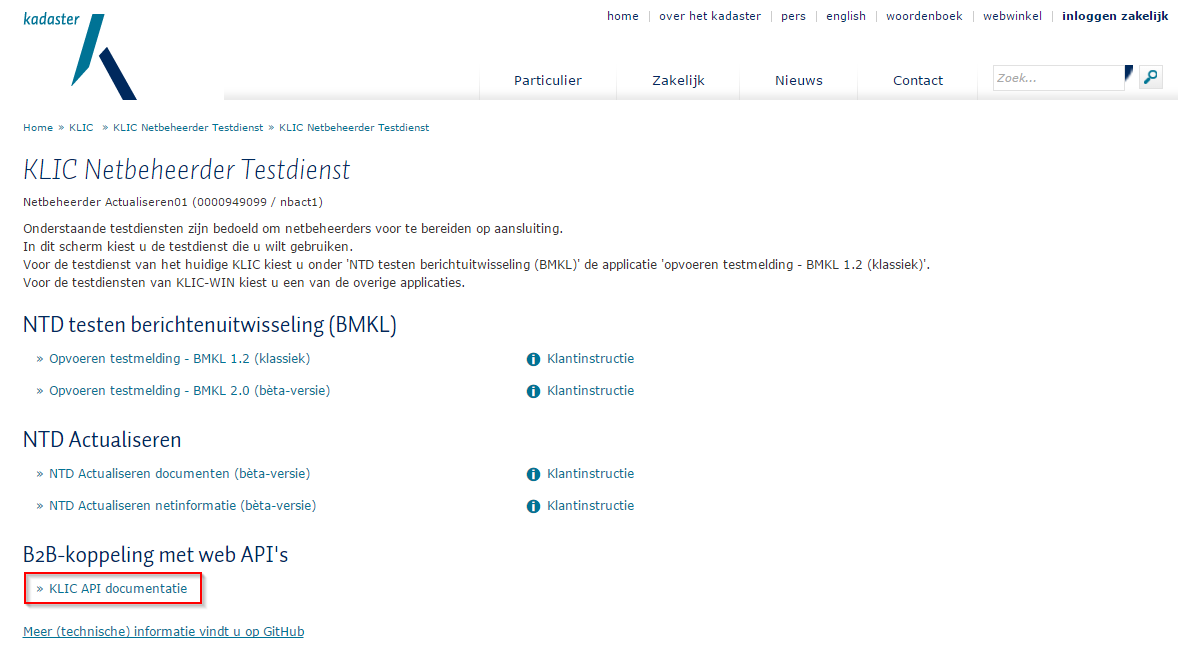 kadaster
home | over het kadaster | pers | english | woordenboek | webwinkel | inloggen zakelijk
Particulier Zakelijk Nieuws Contact Zoek...
Home » KLIC » KLIC Netbeheerder Testdienst » KLIC Netbeheerder Testdienst
KLIC Netbeheerder Testdienst
Netbeheerder Actualiseren01 (0000949099 / nbact1)
Onderstaande testdiensten zijn bedoeld om netbeheerders voor te bereiden op aansluiting.
In dit scherm kiest u de testdienst die u wilt gebruiken.
Voor de testdienst van het huidige KLIC kiest u onder 'NTD testen berichtuitwisseling (BMKL)' de applicatie 'opvoeren testmelding - BMKL 1.2 (klassiek)'.
Voor de testdiensten van KLIC-WIN kiest u een van de overige applicaties.
NTD testen berichtenuitwisseling (BMKL)
» Opvoeren testmelding - BMKL 1.2 (klassiek) i Klantinstructie
» Opvoeren testmelding - BMKL 2.0 (bèta-versie) i Klantinstructie
NTD Actualiseren
» NTD Actualiseren documenten (bèta-versie) i Klantinstructie
» NTD Actualiseren netinformatie (bèta-versie) i Klantinstructie
B2B-koppeling met web API's
» KLIC API documentatie
Meer (technische) informatie vindt u op GitHub